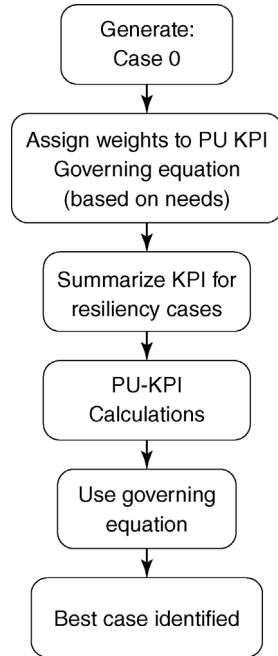 Generate:
Case 0
Assign weights to PU KPI
Governing equation
(based on needs)
Summarize KPI for
resiliency cases
PU-KPI
Calculations
Use governing
equation
Best case identified